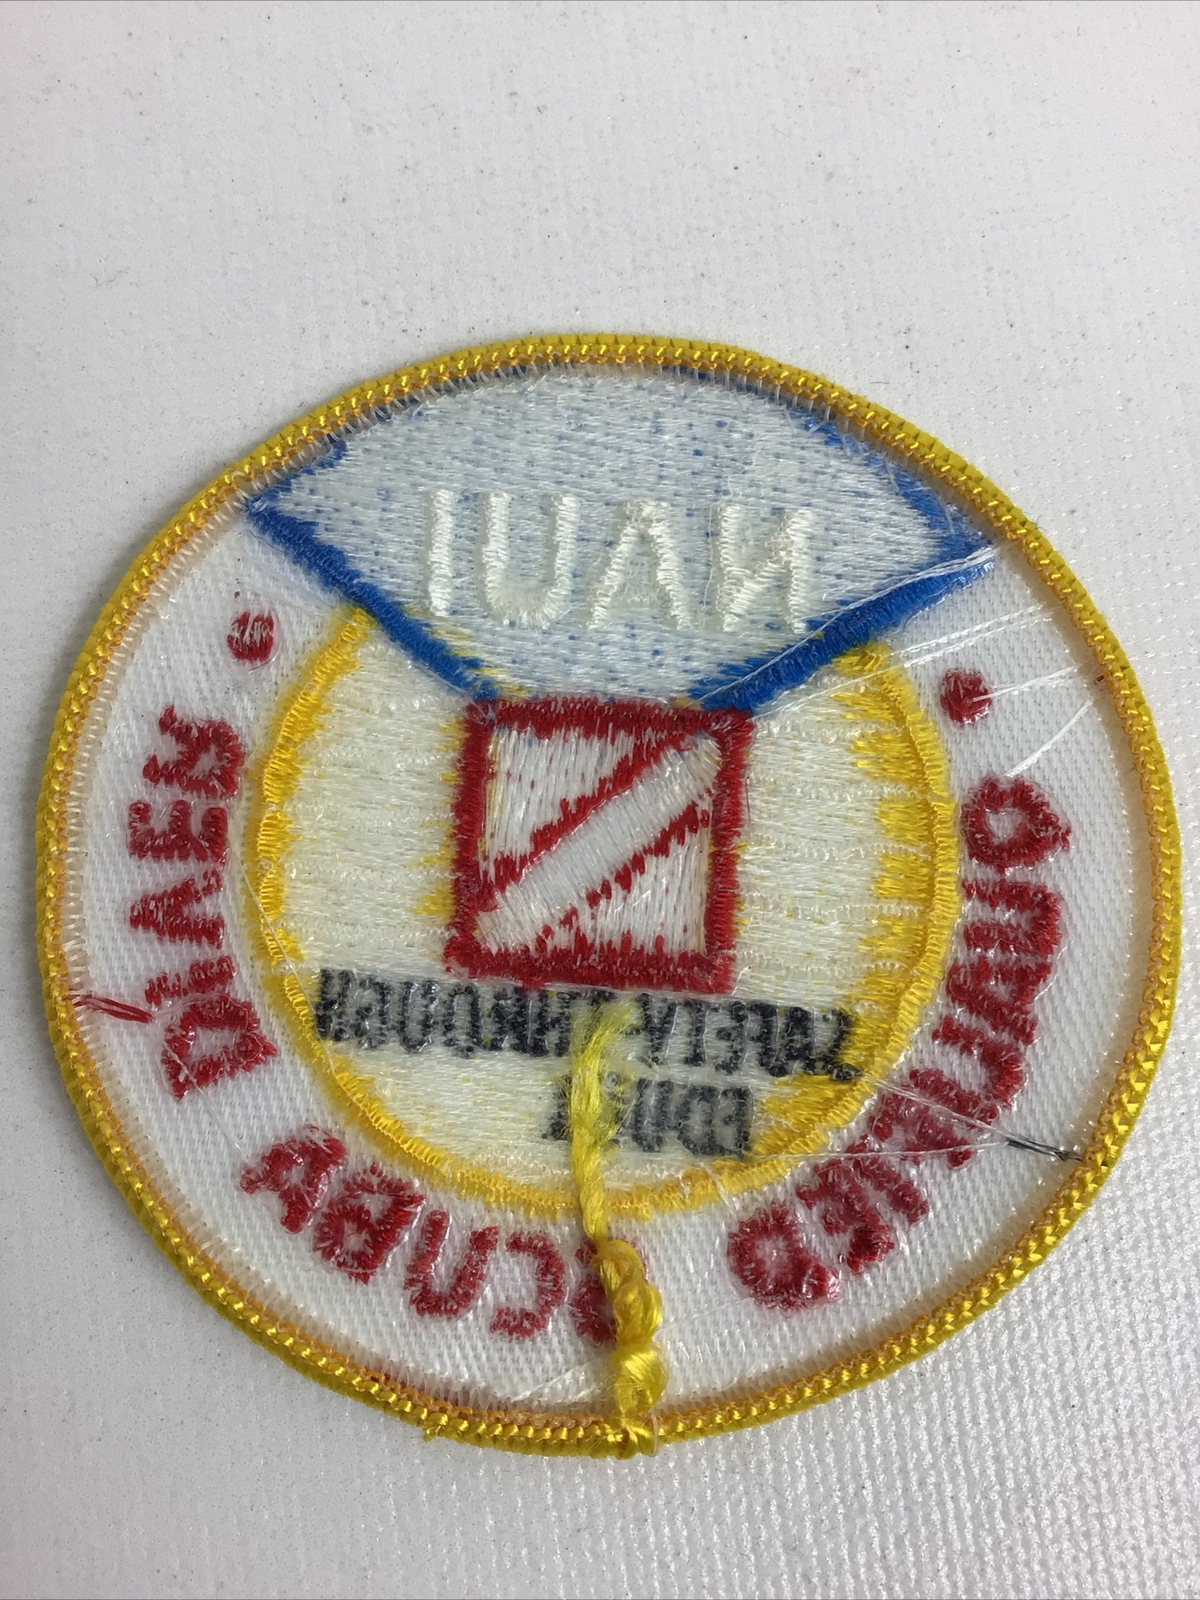 NAUI
SAFETY THROUGH
QUALIFIED SCUBA DIVER